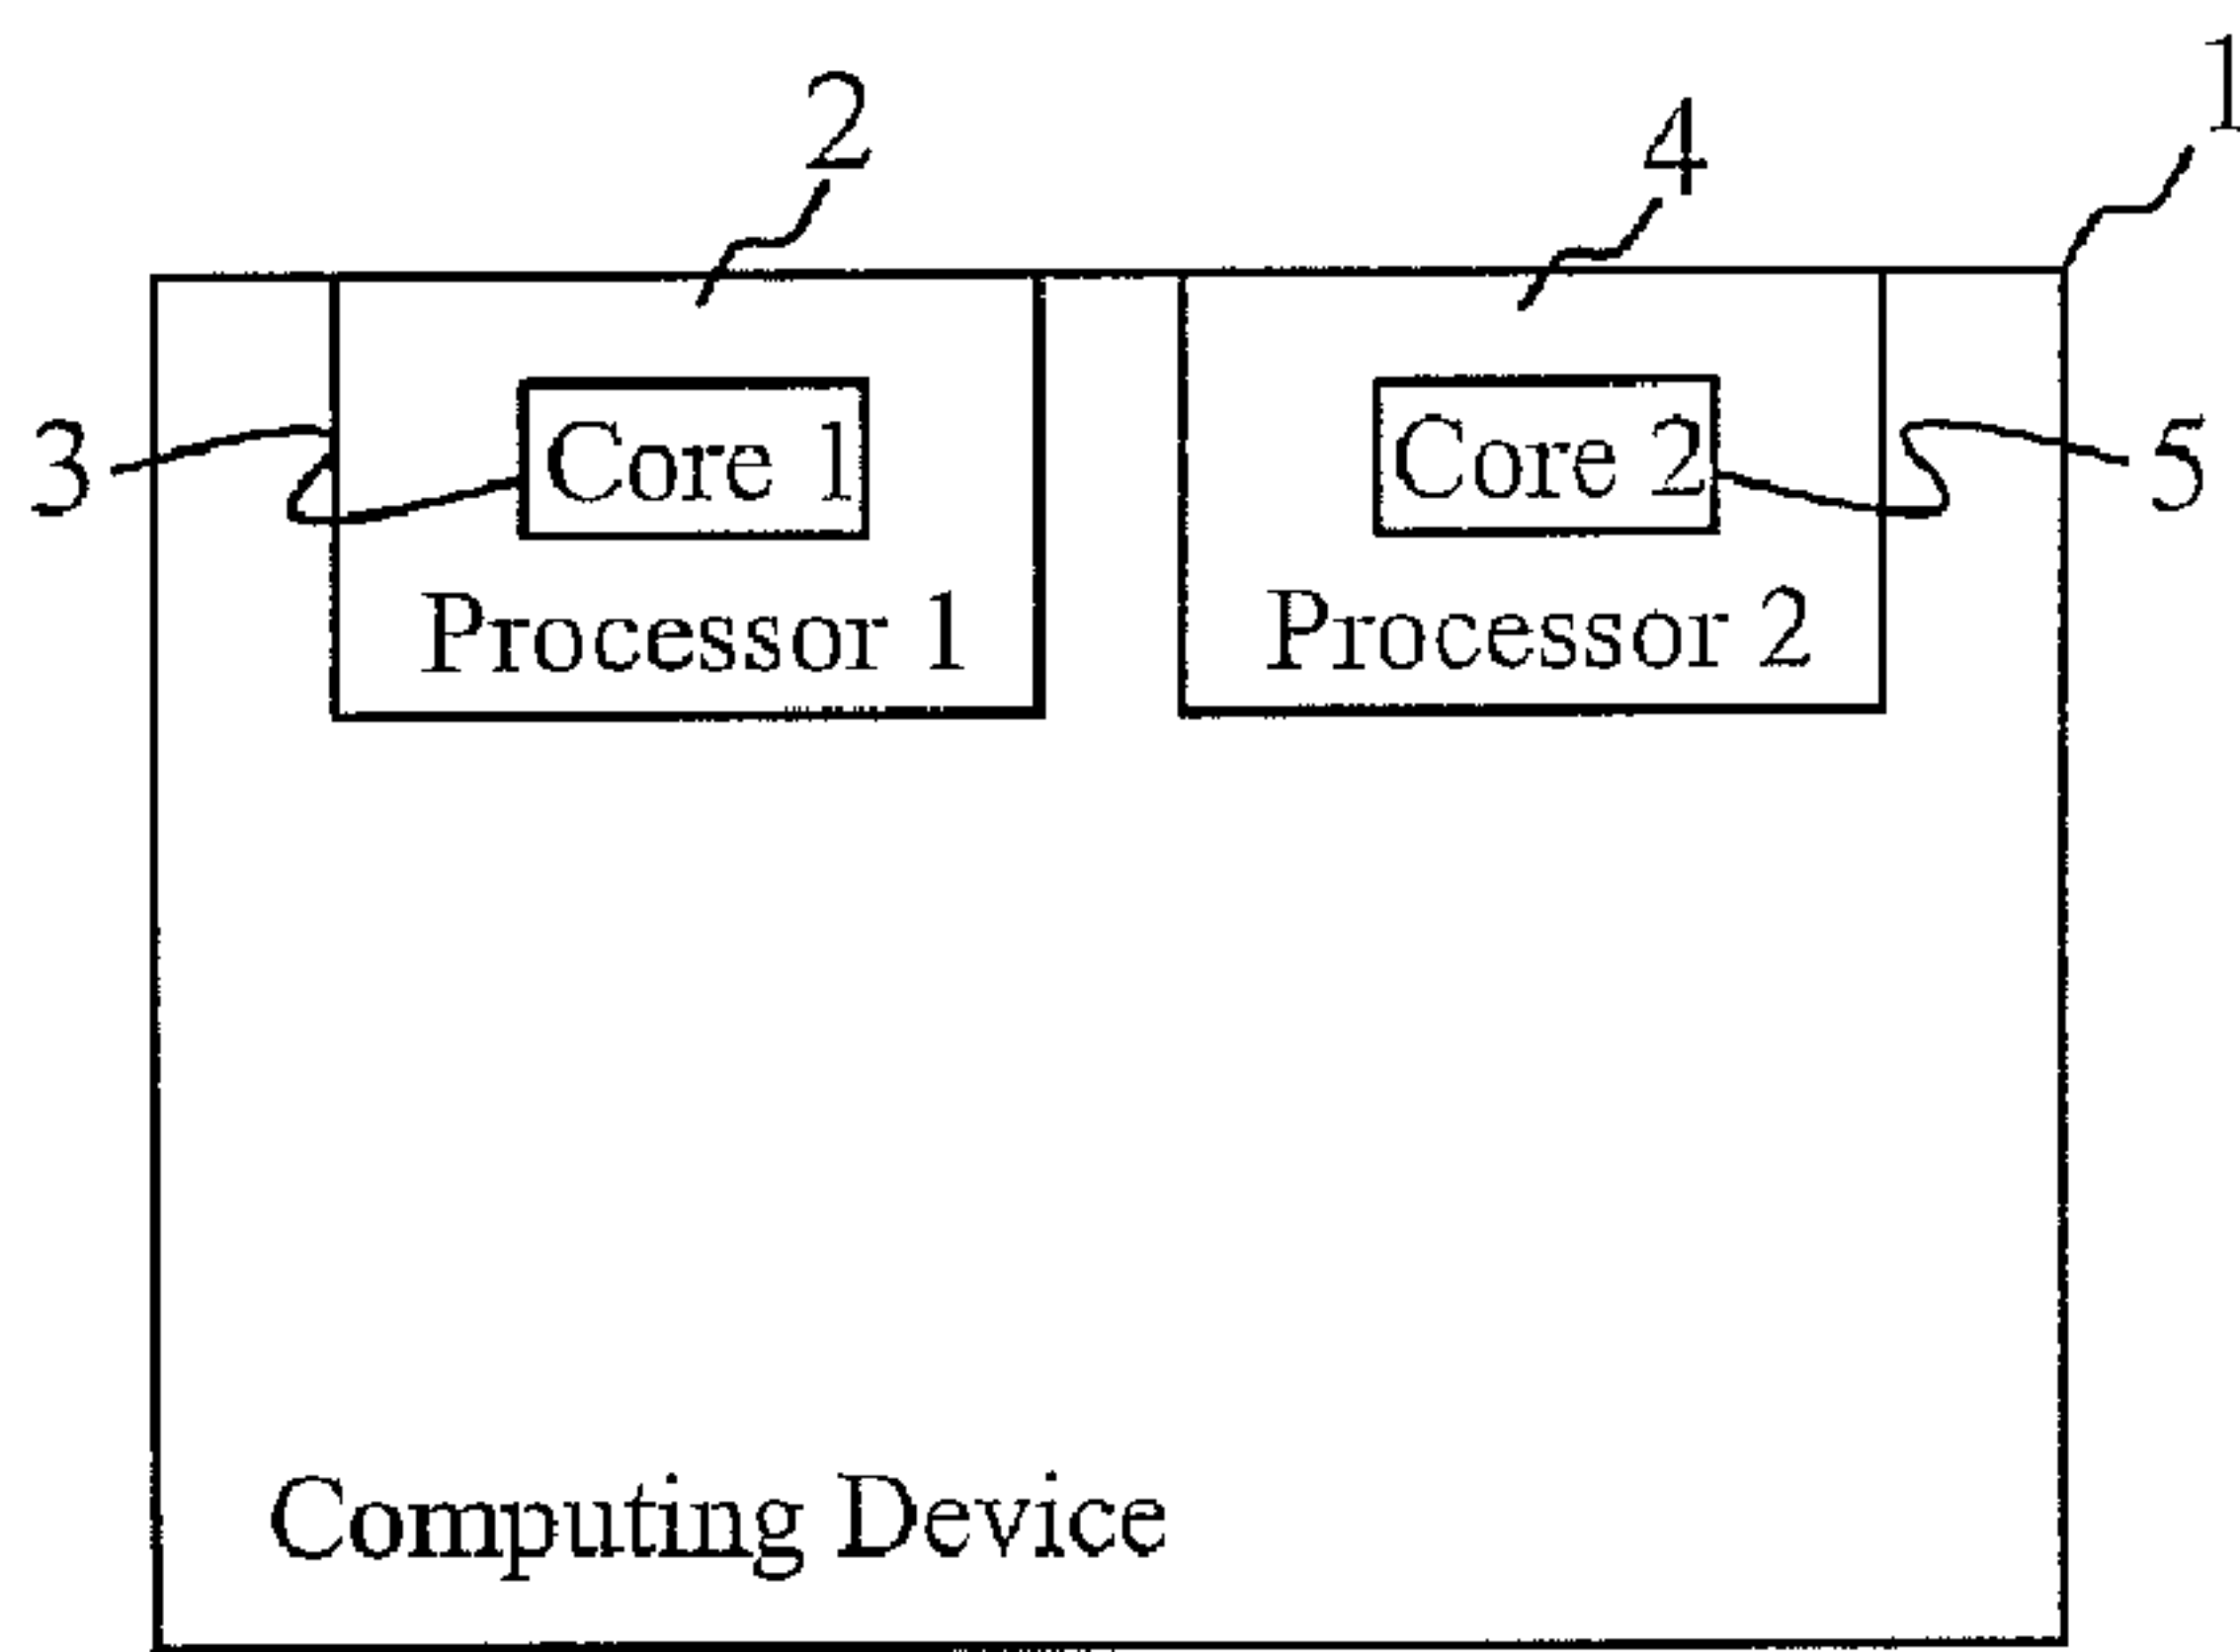 1
2
4
3
Core 1
Core 2
5
Processor 1
Processor 2
Computing Device